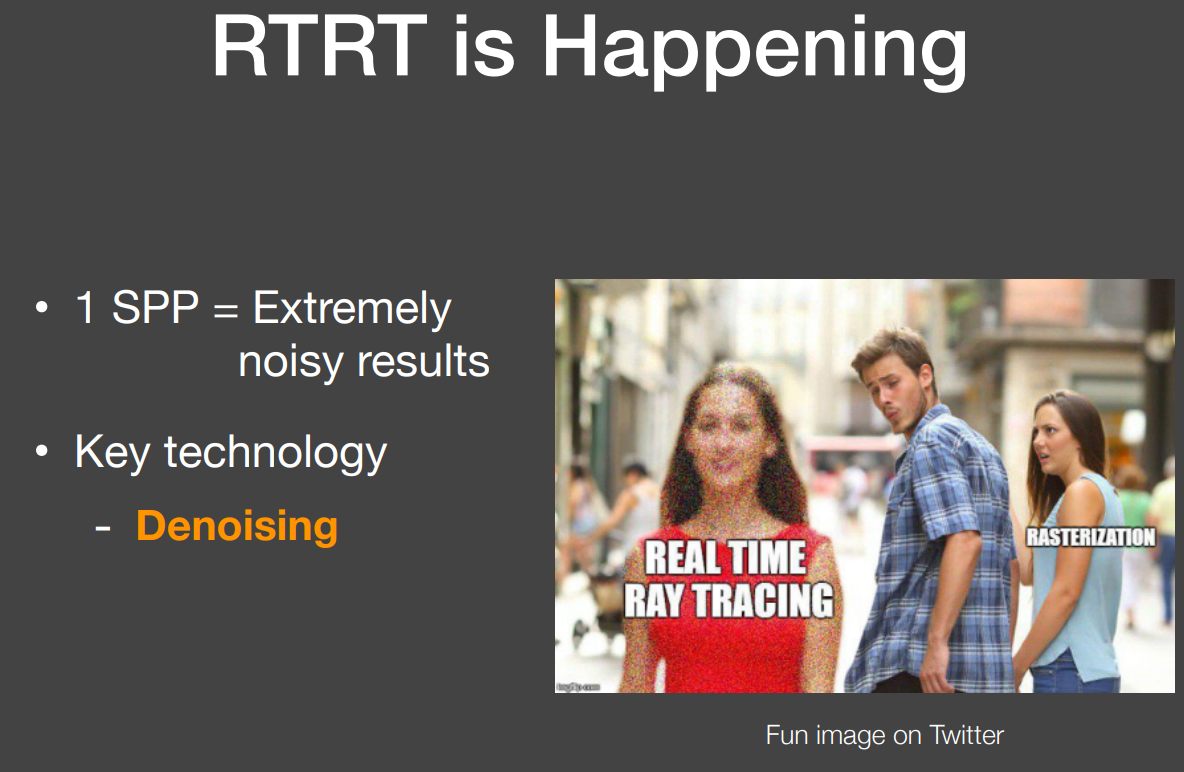 RTRT is Happening
• 1 SPP = Extremely
noisy results
• Key technology
- Denoising
REAL TIME
RAY TRACING
RASTERIZATION
imgflip.com
Fun image on Twitter